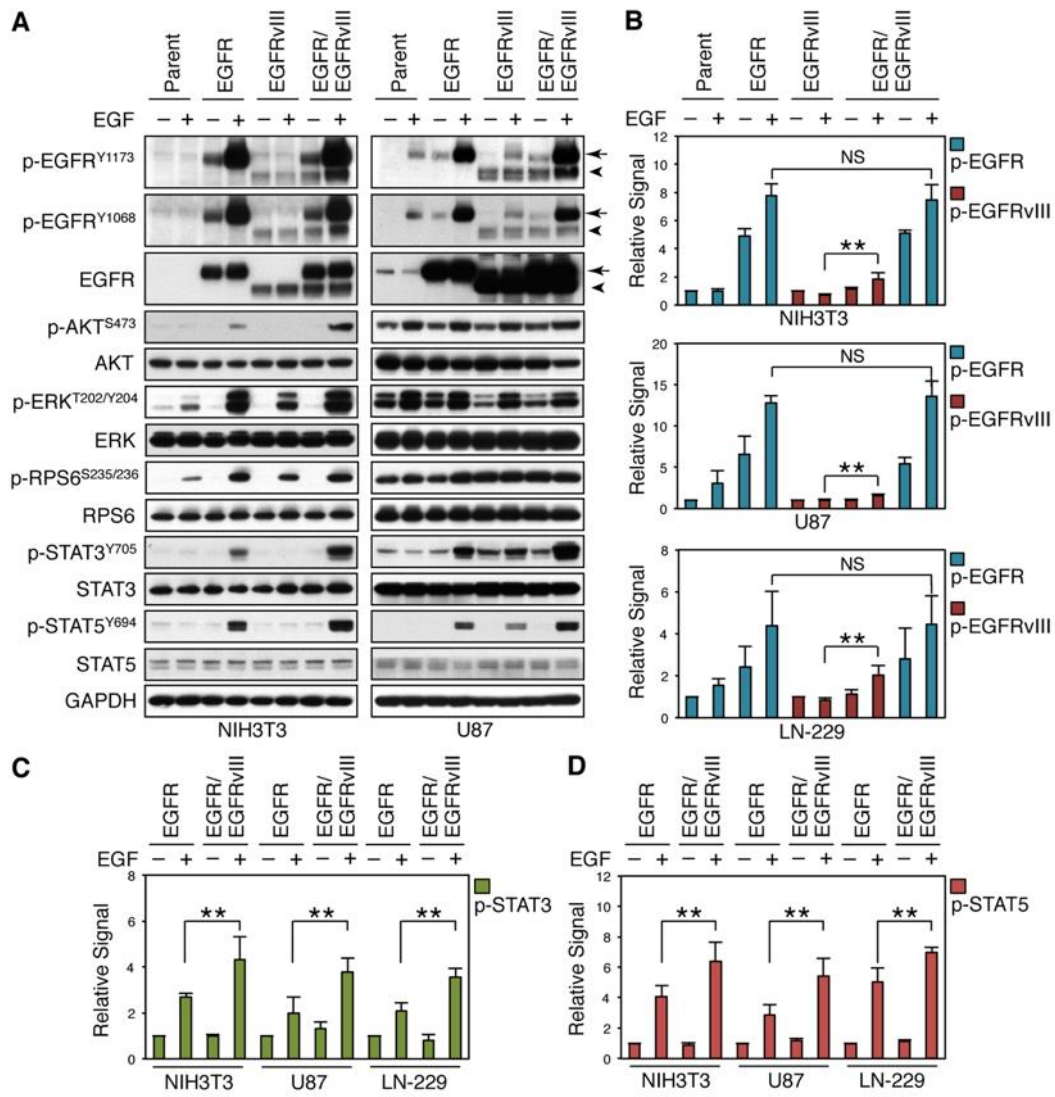 A
Parent
EGFR
EGFRvIII
EGFR/
EGFRvIII
Parent
EGFR
EGFRvIII
EGFR/
EGFRvIII
EGF − + − + − + − + − + − + − + − +
p-EGFRY1173
p-EGFRY1068
EGFR
p-AKTS473
AKT
p-ERKT202/Y204
ERK
p-RPS6S235/236
RPS6
p-STAT3Y705
STAT3
p-STAT5Y694
STAT5
GAPDH
NIH3T3 U87
B
Parent
EGFR
EGFRvIII
EGFR/
EGFRvIII
EGF − + − + − + − + − +
Relative Signal
12
10
8
6
4
2
0
NS
**
p-EGFR
p-EGFRvIII
NIH3T3
Relative Signal
20
15
10
5
0
NS
**
p-EGFR
p-EGFRvIII
U87
Relative Signal
8
6
4
2
0
NS
**
p-EGFR
p-EGFRvIII
LN-229
C
EGFR
EGFR/
EGFRvIII
EGFR
EGFR/
EGFRvIII
EGFR
EGFR/
EGFRvIII
EGF − + − + − + − + − + − +
Relative Signal
8
6
4
2
0
** ** **
p-STAT3
NIH3T3 U87 LN-229
D
EGFR
EGFR/
EGFRvIII
EGFR
EGFR/
EGFRvIII
EGFR
EGFR/
EGFRvIII
EGF − + − + − + − + − + − +
Relative Signal
12
10
8
6
4
2
0
** ** **
p-STAT5
NIH3T3 U87 LN-229